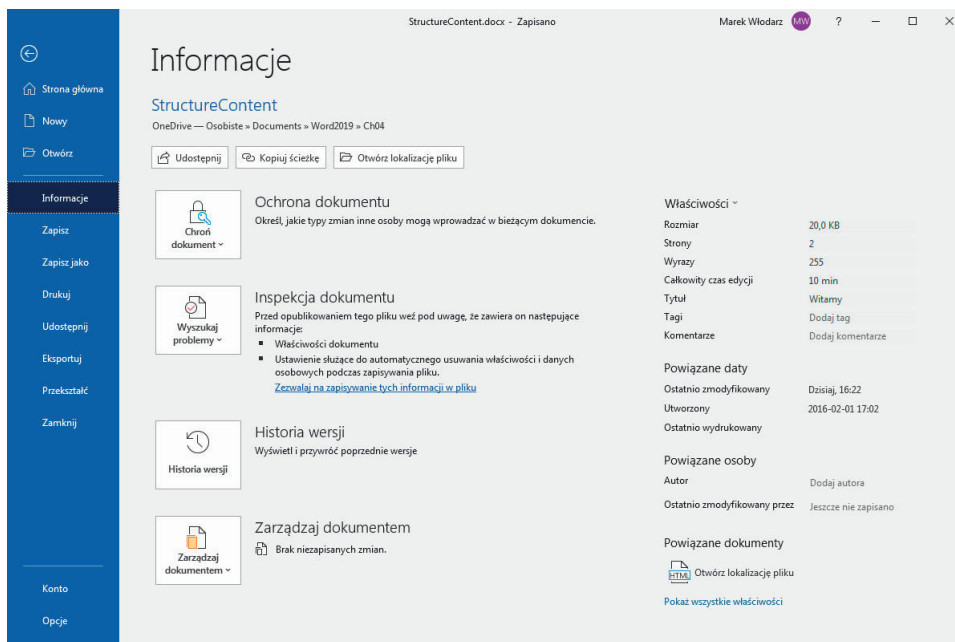 StructureContent.docx - Zapisano
Marek Włodarz MW ?
Informacje
Strona główna
Nowy
Otwórz
Informacje
Zapisz
Zapisz jako
Drukuj
Udostępnij
Eksportuj
Przekształć
Zamknij
Konto
Opcje
StructureContent
OneDrive — Osobiste » Documents » Word2019 » Ch04
Udostępnij
Kopiuj ścieżkę
Otwórz lokalizację pliku
Chroń
dokument
Ochrona dokumentu
Określ, jakie typy zmian inne osoby mogą wprowadzać w bieżącym dokumencie.
Wyszukaj
problemy
Inspekcja dokumentu
Przed opublikowaniem tego pliku weź pod uwagę, że zawiera on następujące
informacje:
Właściwości dokumentu
Ustawienie służące do automatycznego usuwania właściwości i danych
osobowych podczas zapisywania pliku.
Zezwalaj na zapisywanie tych informacji w pliku
Historia wersji
Historia wersji
Wyświetl i przywróć poprzednie wersje
Zarządzaj
dokumentem
Zarządzaj dokumentem
Brak niezapisanych zmian.
Właściwości
Rozmiar 20,0 KB
Strony 2
Wyrazy 255
Całkowity czas edycji 10 min
Tytuł Witamy
Tagi Dodaj tag
Komentarze Dodaj komentarze
Powiązane daty
Ostatnio zmodyfikowany Dzisiaj, 16:22
Utworzony 2016-02-01 17:02
Ostatnio wydrukowany
Powiązane osoby
Autor Dodaj autora
Ostatnio zmodyfikowany przez Jeszcze nie zapisano
Powiązane dokumenty
HTML Otwórz lokalizację pliku
Pokaż wszystkie właściwości